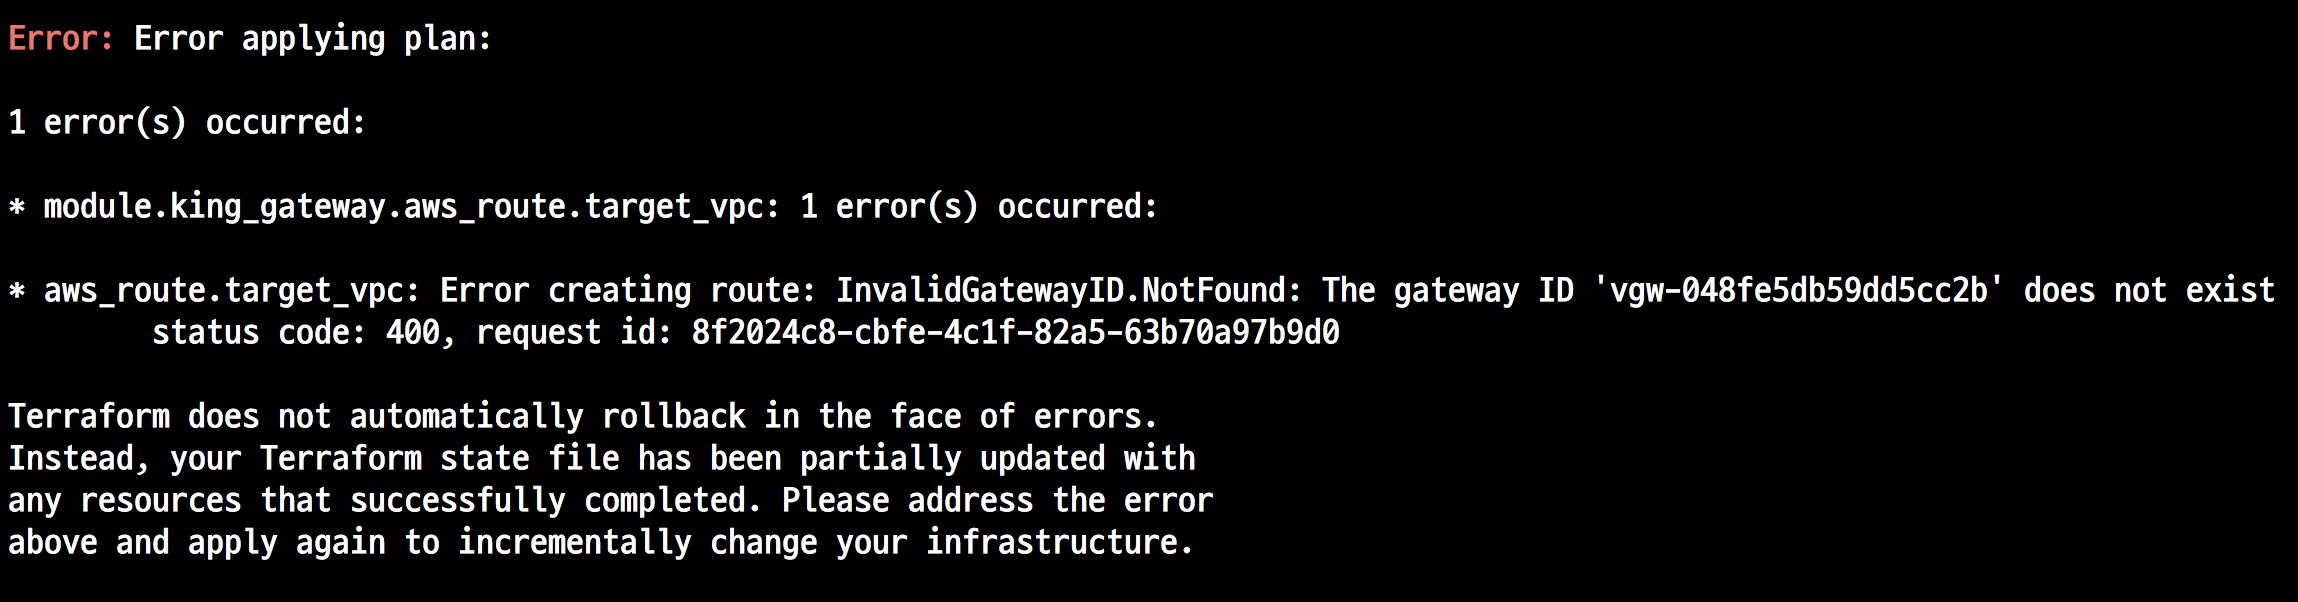 Error: Error applying plan:
1 error(s) occurred:
* module.king_gateway.aws_route.target_vpc: 1 error(s) occurred:
* aws_route.target_vpc: Error creating route: InvalidGatewayID.NotFound: The gateway ID 'vgw-048fe5db59dd5cc2b' does not exist
status code: 400, request id: 8f2024c8-cbfe-4c1f-82a5-63b70a97b9d0
Terraform does not automatically rollback in the face of errors.
Instead, your Terraform state file has been partially updated with
any resources that successfully completed. Please address the error
above and apply again to incrementally change your infrastructure.